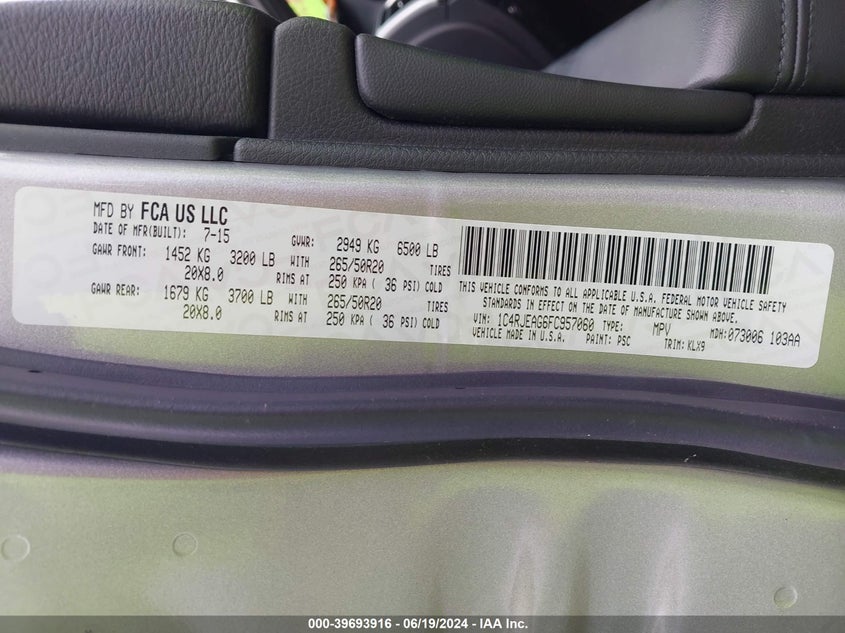 MFD BY FCA US LLC
DATE OF MFR(BUILT): 7-15 GVWR: 2949 KG 6500 LB
GAWR FRONT: 1452 KG 3200 LB WITH 265/50R20 TIRES
20X8.0 RIMS AT 250 KPA ( 36 PSI) COLD
GAWR REAR: 1679 KG 3700 LB WITH 265/50R20 TIRES
20X8.0 RIMS AT 250 KPA ( 36 PSI) COLD
THIS VEHICLE CONFORMS TO ALL APPLICABLE U.S.A. FEDERAL MOTOR VEHICLE SAFETY
STANDARDS IN EFFECT ON THE DATE OF MANUFACTURE SHOWN ABOVE.
VIN: 1C4RJEAG6FC957060 TYPE: MPV MDH:073006 103AA
VEHICLE MADE IN U.S.A. PAINT: PSC TRIM: KLX9
000-39693916 - 06/19/2024 - IAA Inc.